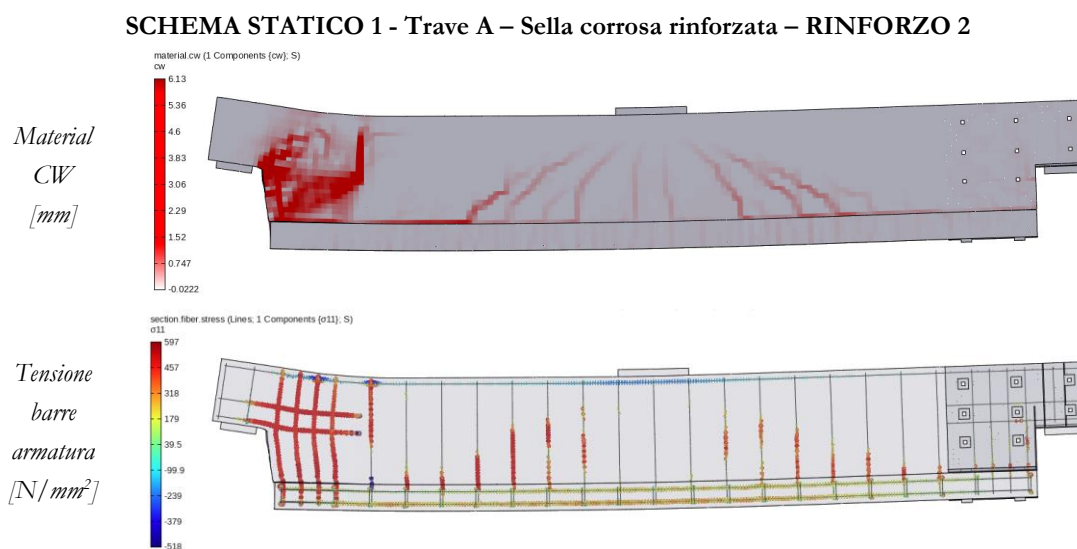 SCHEMA STATICO 1 - Trave A – Sella corrosa rinforzata – RINFORZO 2
material.cw (1 Components {cw}; S)
cw
6.13
5.36
4.6
3.83
3.06
2.29
1.52
0.747
-0.0222
Material
CW
[mm]
section.fiber.stress (Lines; 1 Components {σ11}; S)
σ11
597
457
318
179
39.5
-99.9
-239
-379
-518
Tensione
barre
armatura
[N/mm²]